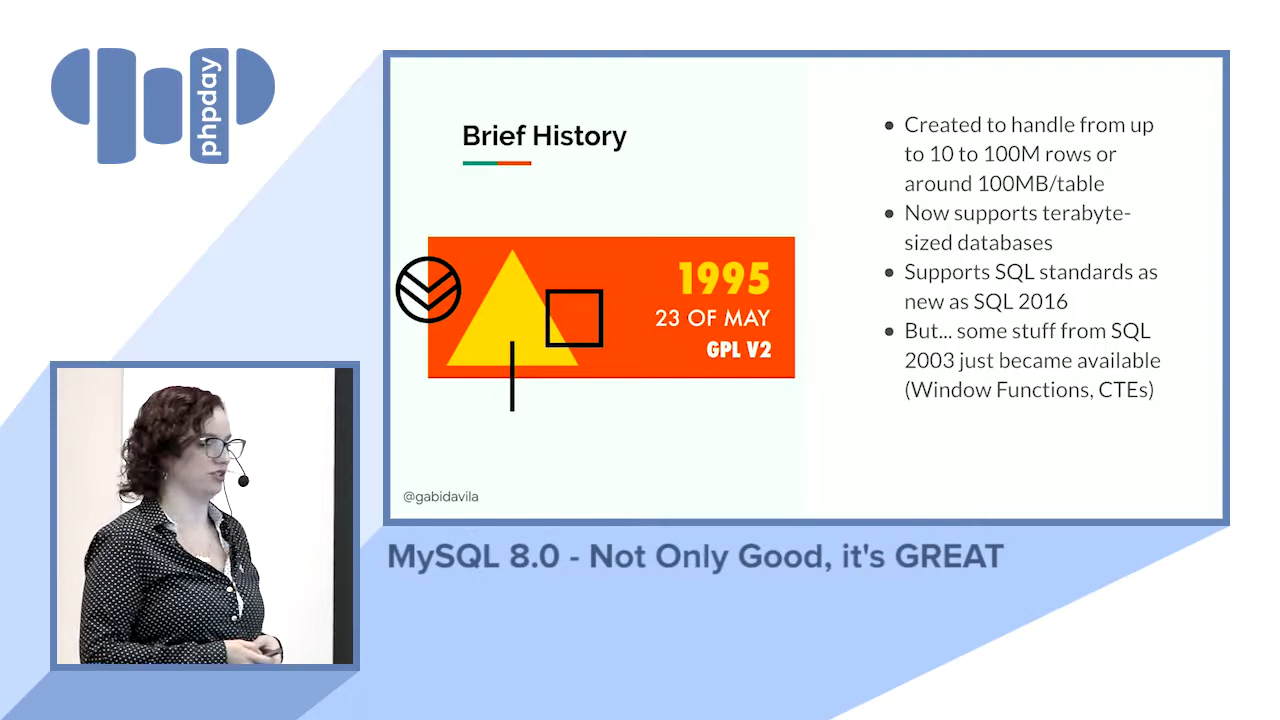 phpday
Brief History
1995
23 OF MAY
GPL V2
@gabidavila
● Created to handle from up
to 10 to 100M rows or
around 100MB/table
● Now supports terabyte-
sized databases
● Supports SQL standards as
new as SQL 2016
● But... some stuff from SQL
2003 just became available
(Window Functions, CTEs)
MySQL 8.0 - Not Only Good, it's GREAT